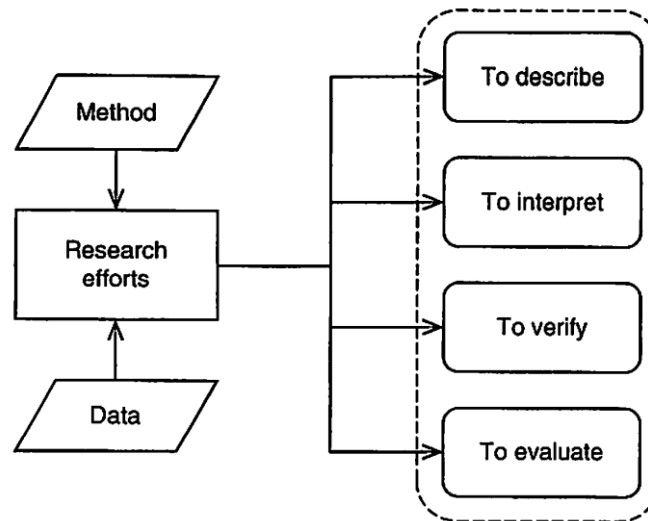 Method
Research
efforts
Data
To describe
To interpret
To verify
To evaluate